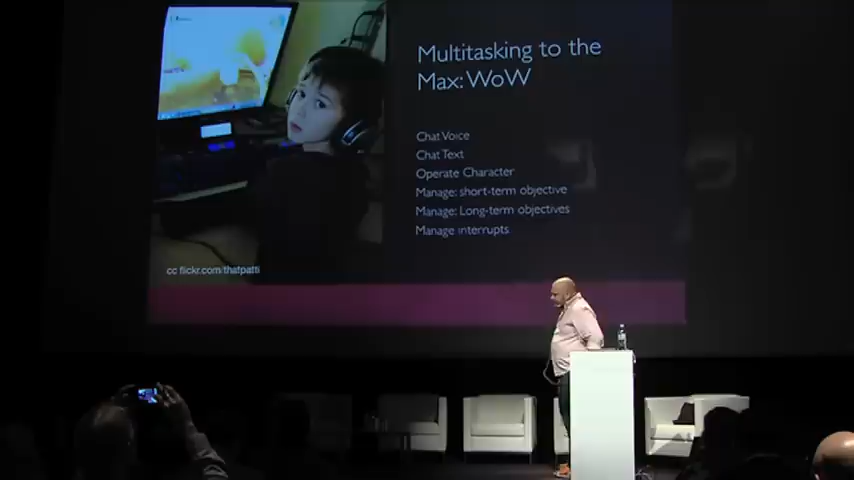 Multitasking to the
Max: WoW
Chat Voice
Chat Text
Operate Character
Manage: short-term objective
Manage: Long-term objectives
Manage interrupts
cc flickr.com/thatpatti